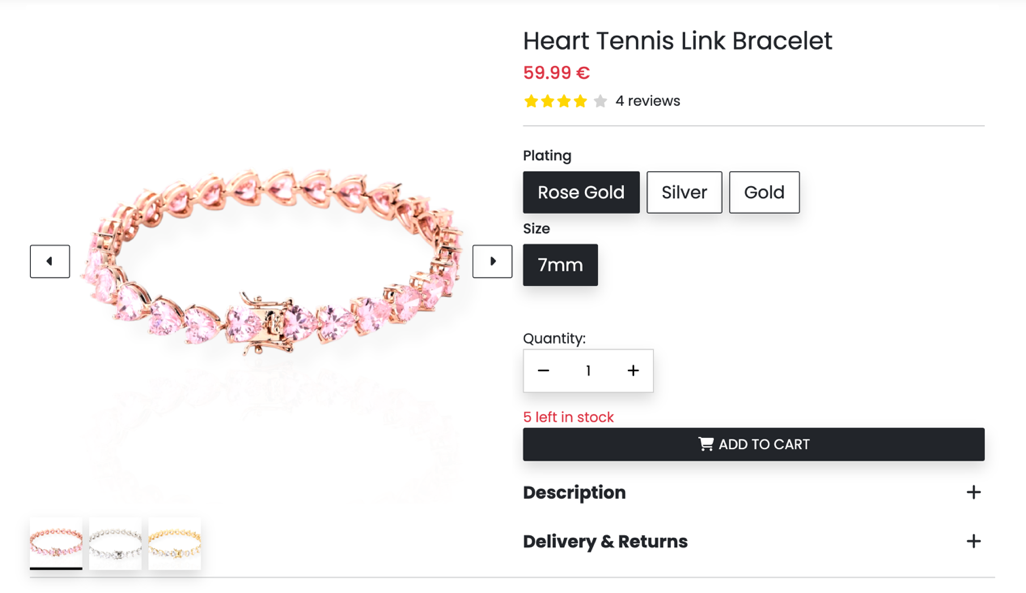 Heart Tennis Link Bracelet
59.99 €
4 reviews
Plating
Rose Gold Silver Gold
Size
7mm
Quantity:
− 1 +
5 left in stock
ADD TO CART
Description +
Delivery & Returns +